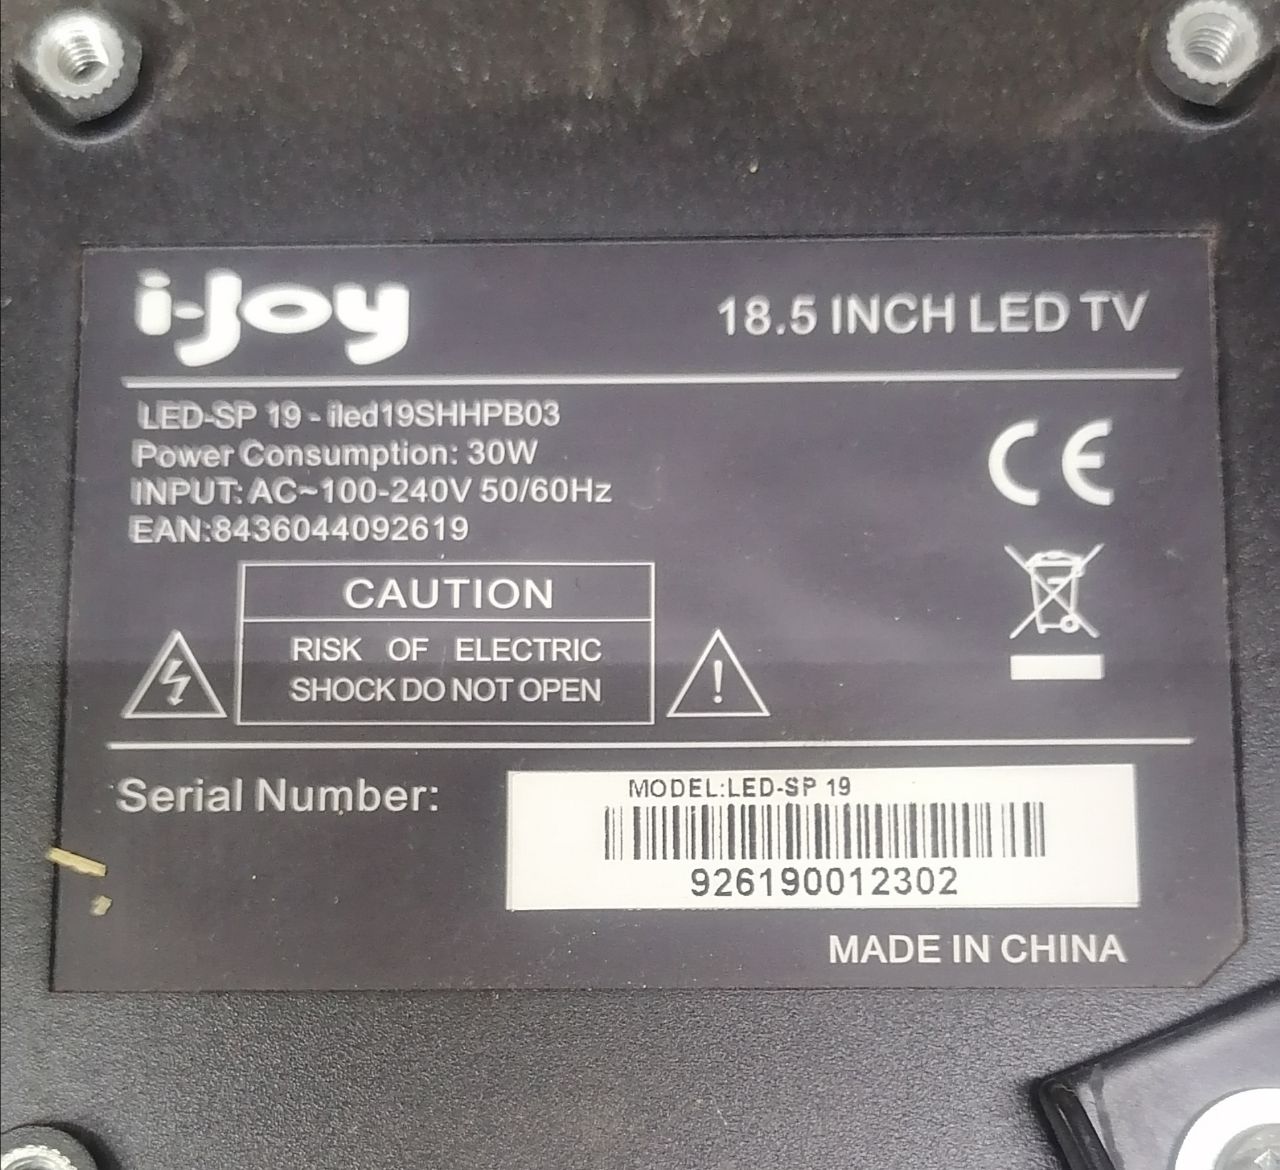 i-Joy
18.5 INCH LED TV
LED-SP 19 - iled19SHHPB03
Power Consumption: 30W
INPUT: AC~100-240V 50/60Hz
EAN:8436044092619
CE
CAUTION
RISK OF ELECTRIC
SHOCK DO NOT OPEN
Serial Number:
MODEL:LED-SP 19
926190012302
MADE IN CHINA